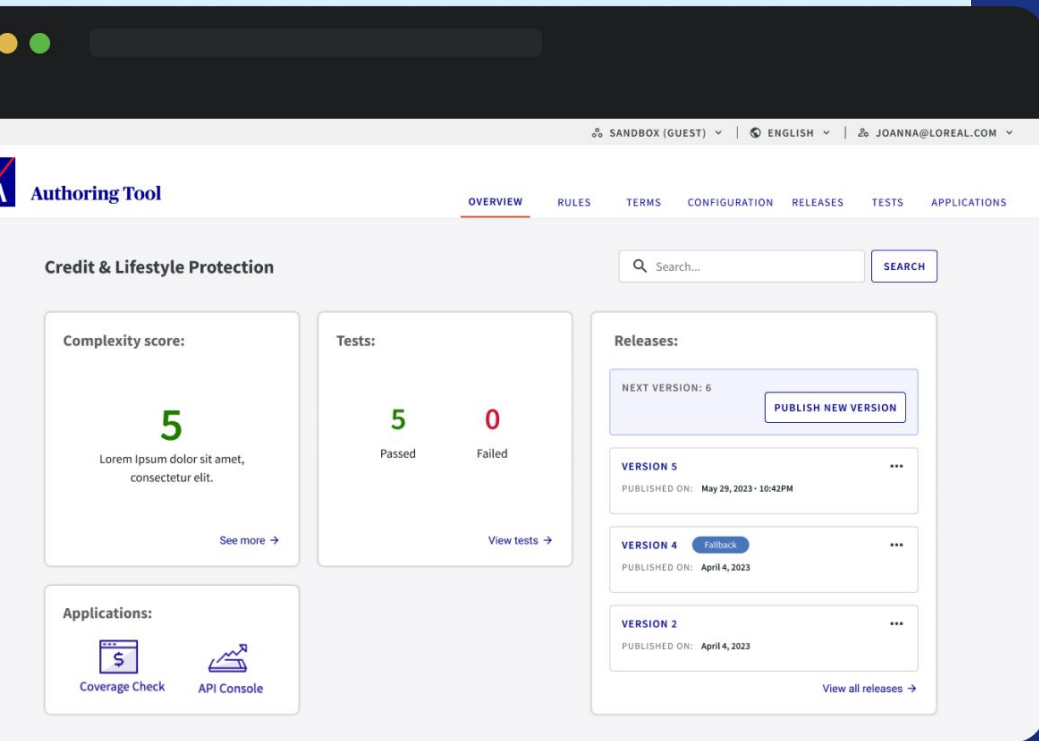 SANDBOX (GUEST) | ENGLISH | JOANNA@LOREAL.COM
Authoring Tool
OVERVIEW RULES TERMS CONFIGURATION RELEASES TESTS APPLICATIONS
Credit & Lifestyle Protection
Search...
SEARCH
Complexity score:
5
Lorem Ipsum dolor sit amet,
consectetur elit.
See more →
Tests:
5 0
Passed Failed
View tests →
Releases:
NEXT VERSION: 6
PUBLISH NEW VERSION
VERSION 5
PUBLISHED ON: May 29, 2023 - 10:42PM
VERSION 4 Fallback
PUBLISHED ON: April 4, 2023
VERSION 2
PUBLISHED ON: April 4, 2023
View all releases →
Applications:
$
Coverage Check API Console